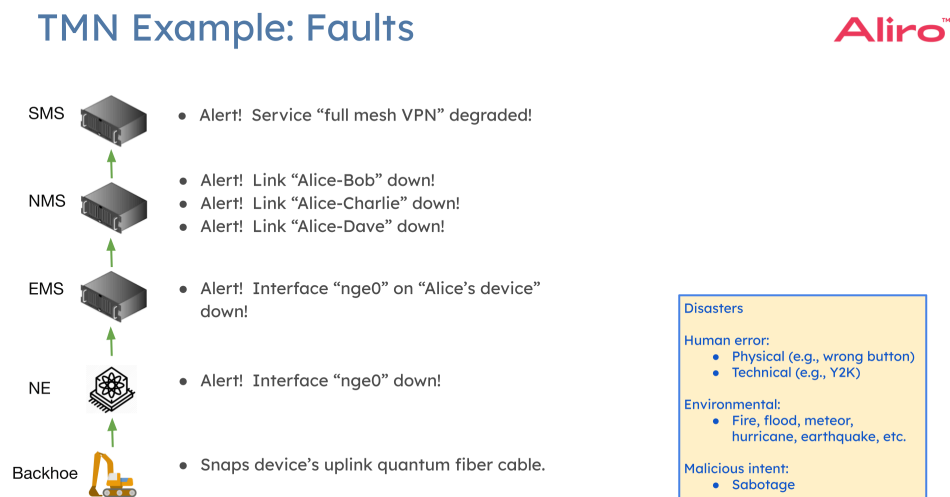 TMN Example: Faults
Aliro™
SMS
● Alert! Service “full mesh VPN” degraded!
NMS
● Alert! Link “Alice-Bob” down!
● Alert! Link “Alice-Charlie” down!
● Alert! Link “Alice-Dave” down!
EMS
● Alert! Interface “nge0” on “Alice’s device”
down!
NE
● Alert! Interface “nge0” down!
Backhoe
● Snaps device’s uplink quantum fiber cable.
Disasters
Human error:
● Physical (e.g., wrong button)
● Technical (e.g., Y2K)
Environmental:
● Fire, flood, meteor,
hurricane, earthquake, etc.
Malicious intent:
● Sabotage